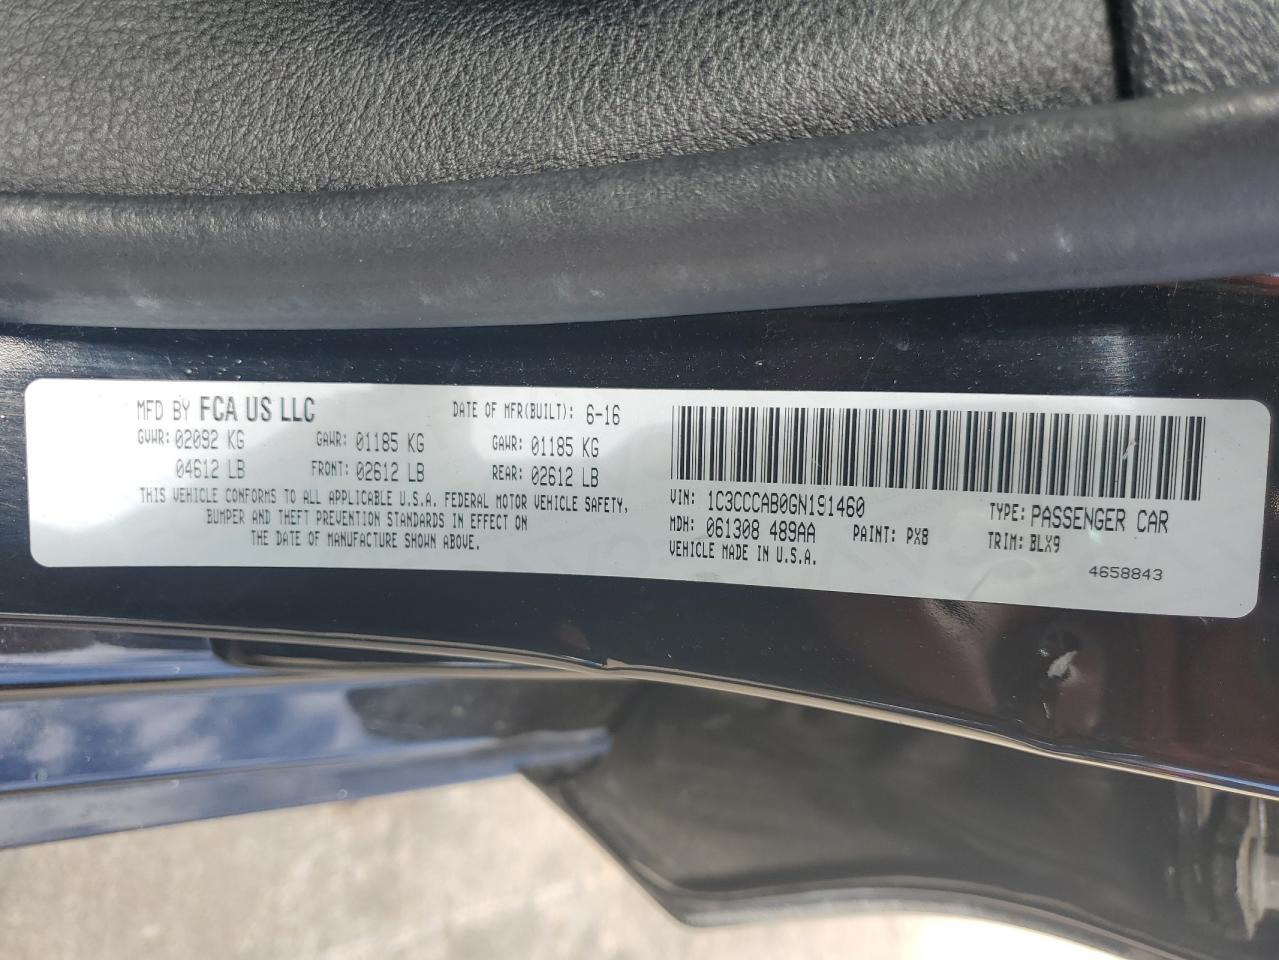 MFD BY FCA US LLC DATE OF MFR(BUILT): 6-16
GVWR: 02092 KG GAWR: 01185 KG GAWR: 01185 KG
04612 LB FRONT: 02612 LB REAR: 02612 LB
THIS VEHICLE CONFORMS TO ALL APPLICABLE U.S.A. FEDERAL MOTOR VEHICLE SAFETY,
BUMPER AND THEFT PREVENTION STANDARDS IN EFFECT ON
THE DATE OF MANUFACTURE SHOWN ABOVE.
VIN: 1C3CCCAB0GN191460 TYPE: PASSENGER CAR
MDH: 061308 489AA PAINT: PX8 TRIM: BLX9
VEHICLE MADE IN U.S.A.
4658843